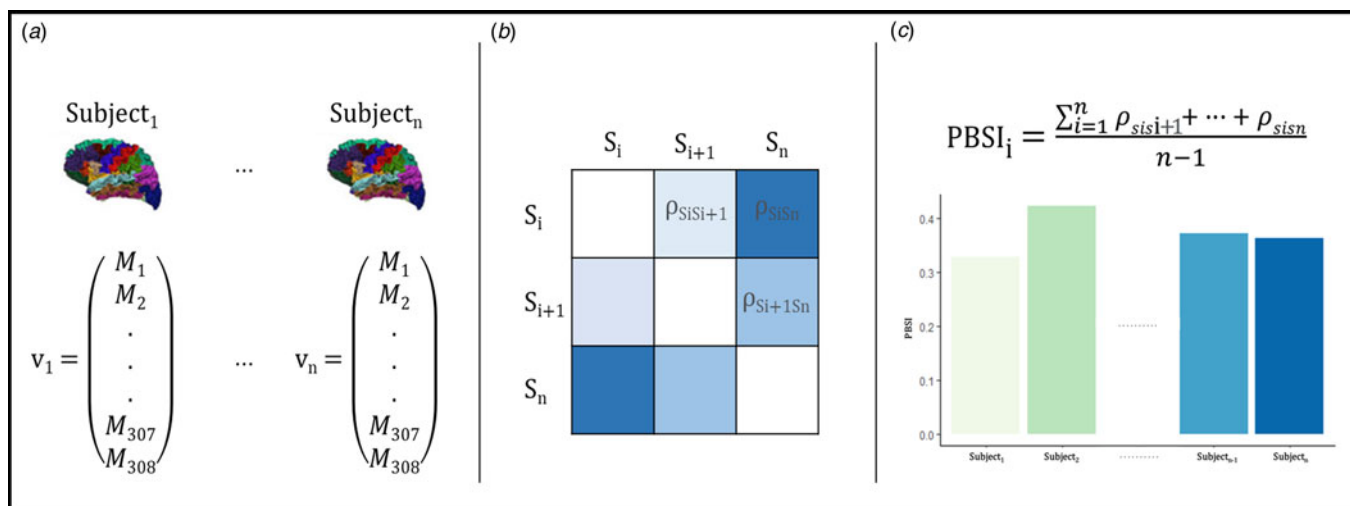 (a)
Subject₁ ... Subjectₙ
v₁ = ( M₁ M₂ . . . M₃₀₇ M₃₀₈ ) ... vₙ = ( M₁ M₂ . . . M₃₀₇ M₃₀₈ )
(b)
Sᵢ Sᵢ₊₁ Sₙ
Sᵢ ρSiSi+1 ρSiSn
Sᵢ₊₁ ρSi+1Sn
Sₙ
(c)
PBSIᵢ = (∑ⁿᵢ₌₁ ρsisi+1 + ⋯ + ρsisn) / (n−1)
PBSI
0.4
0.3
0.2
0.1
0.0
Subject₁ Subject₂ ......... Subjectₙ₋₁ Subjectₙ